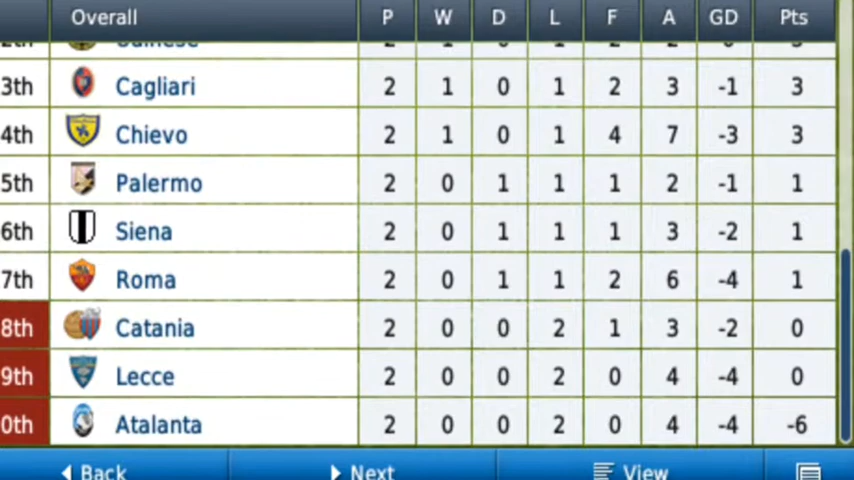 Overall P W D L F A GD Pts
3th Cagliari 2 1 0 1 2 3 -1 3
4th Chievo 2 1 0 1 4 7 -3 3
5th Palermo 2 0 1 1 1 2 -1 1
6th Siena 2 0 1 1 1 3 -2 1
7th Roma 2 0 1 1 2 6 -4 1
8th Catania 2 0 0 2 1 3 -2 0
9th Lecce 2 0 0 2 0 4 -4 0
0th Atalanta 2 0 0 2 0 4 -4 -6
Back Next View